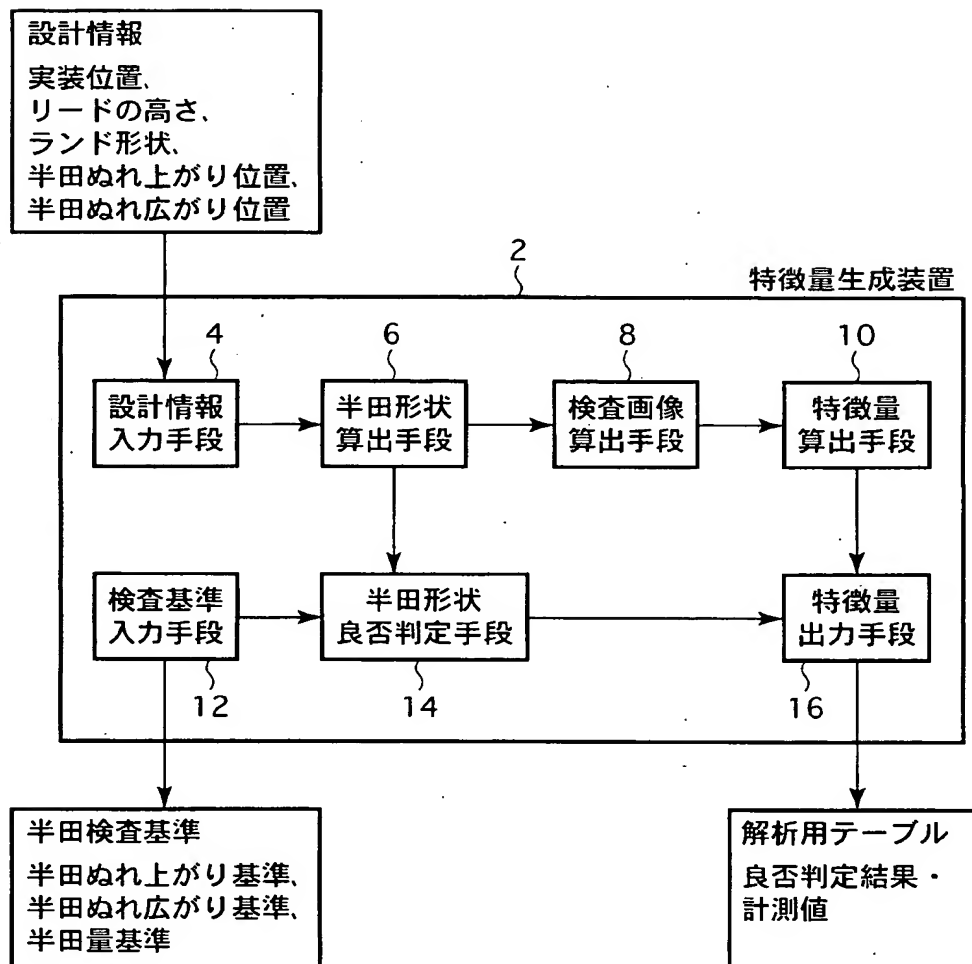 設計情報
実装位置、
リードの高さ、
ランド形状、
半田ぬれ上がり位置、
半田ぬれ広がり位置
2
特徴量生成装置
4
6
8
10
設計情報
入力手段
半田形状
算出手段
検査画像
算出手段
特徴量
算出手段
検査基準
入力手段
半田形状
良否判定手段
特徴量
出力手段
12
14
16
半田検査基準
半田ぬれ上がり基準、
半田ぬれ広がり基準、
半田量基準
解析用テーブル
良否判定結果・
計測値